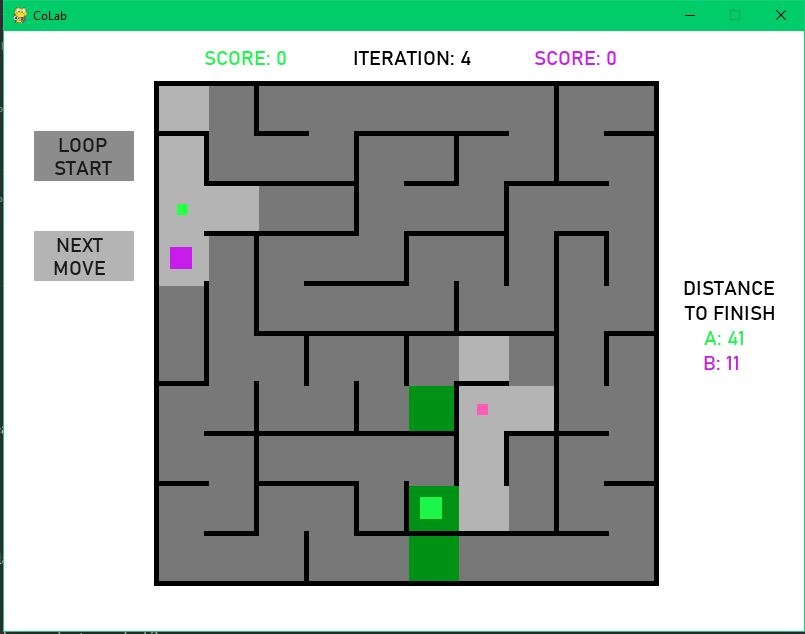 CoLab
SCORE: 0
ITERATION: 4
SCORE: 0
LOOP
START
NEXT
MOVE
DISTANCE
TO FINISH
A: 41
B: 11